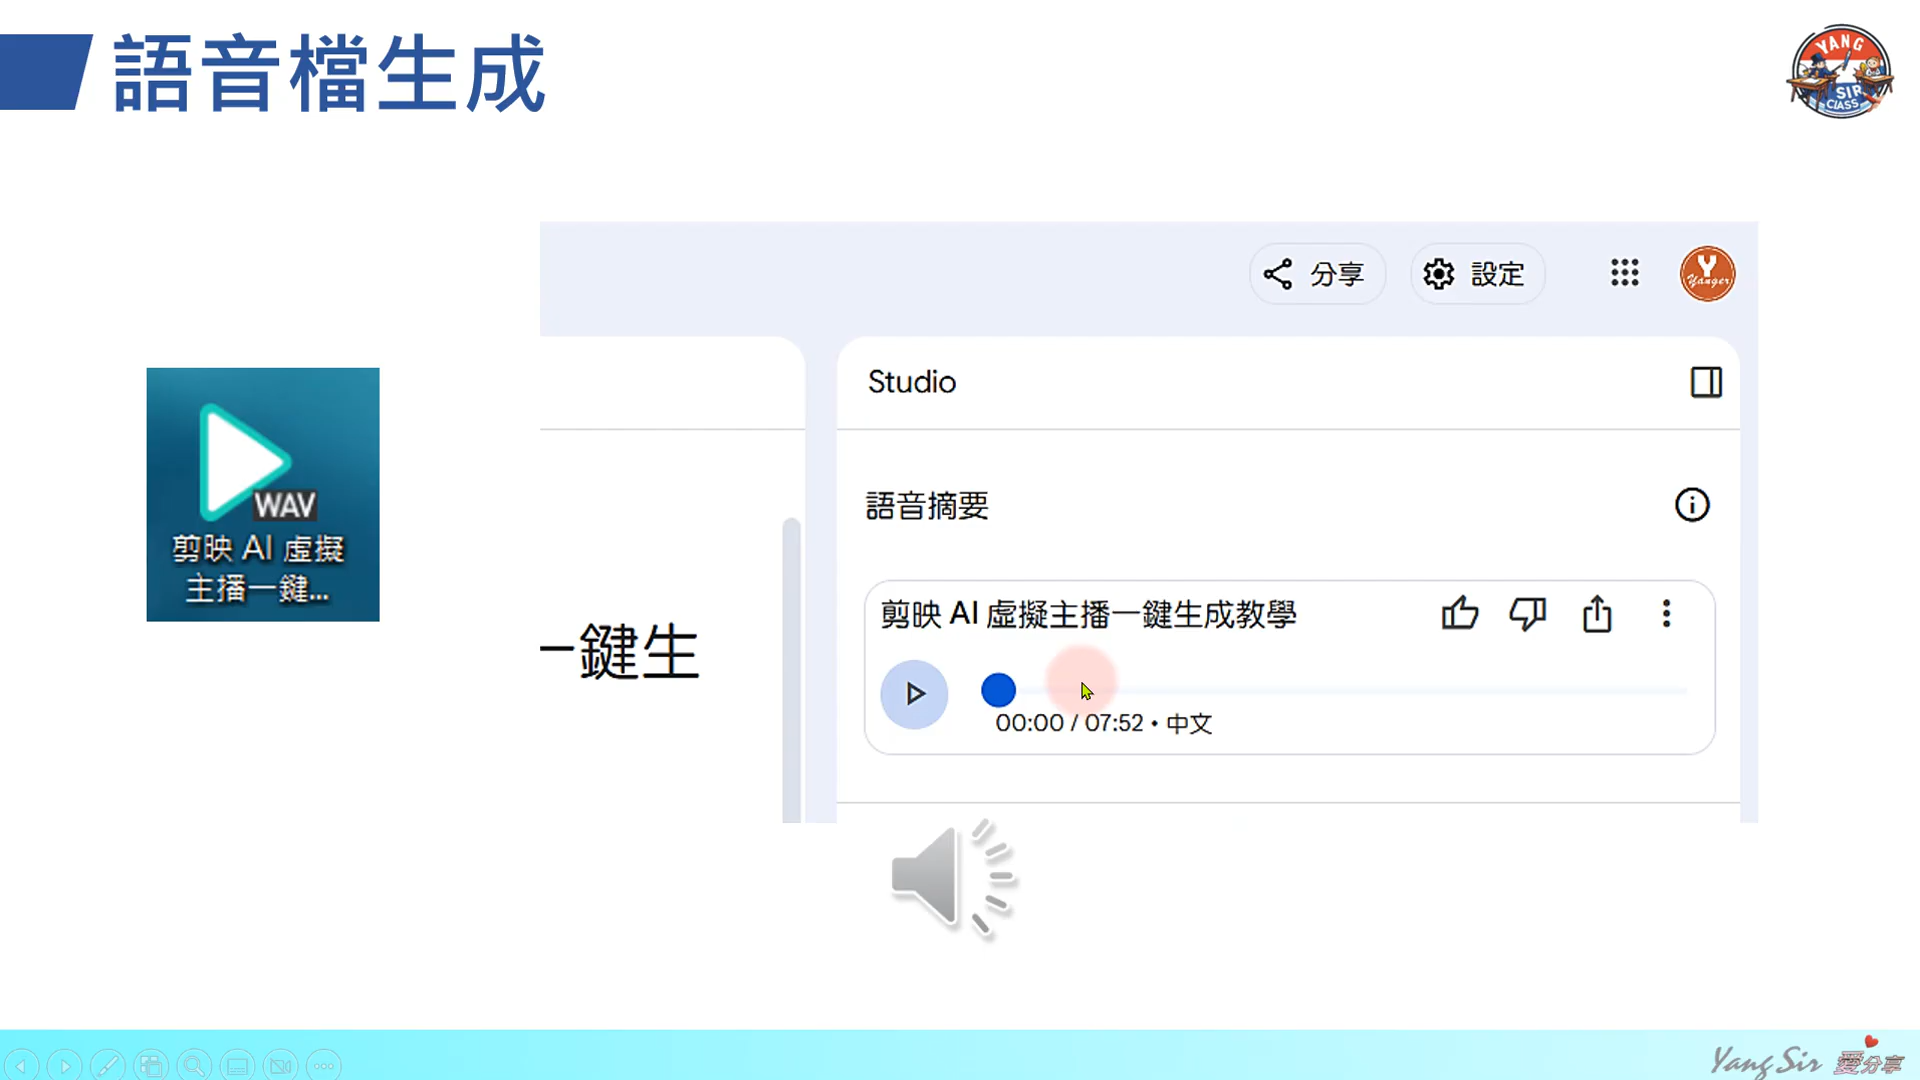 語音檔生成
YANG
SIR
CLASS
分享
設定
Y
Yanger
Studio
語音摘要
WAV
剪映 AI 虛擬
主播一鍵...
一鍵生
剪映 AI 虛擬主播一鍵生成教學
00:00 / 07:52 • 中文
Yang Sir 愛分享